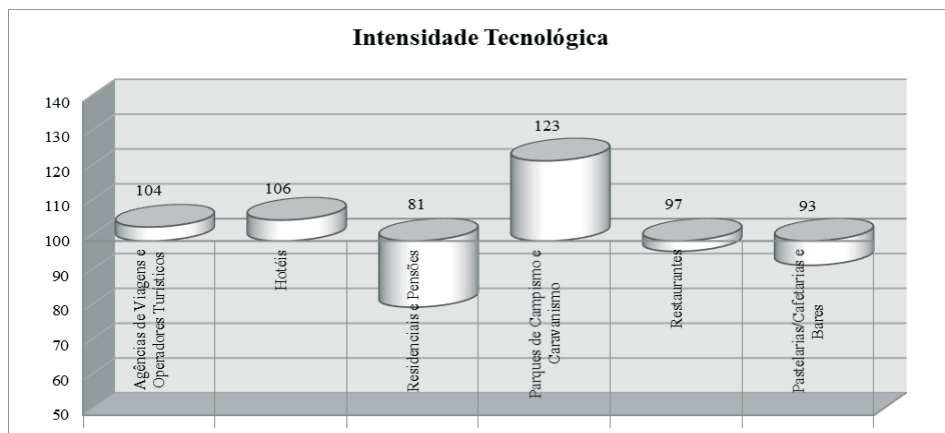 Intensidade Tecnológica
140
130
120
110
100
90
80
70
60
50
104
106
81
123
97
93
Agências de Viagens e
Operadores Turísticos
Hotéis
Residenciais e Pensões
Parques de Campismo e
Caravanismo
Restaurantes
Pastelarias/Cafetarias e
Bares